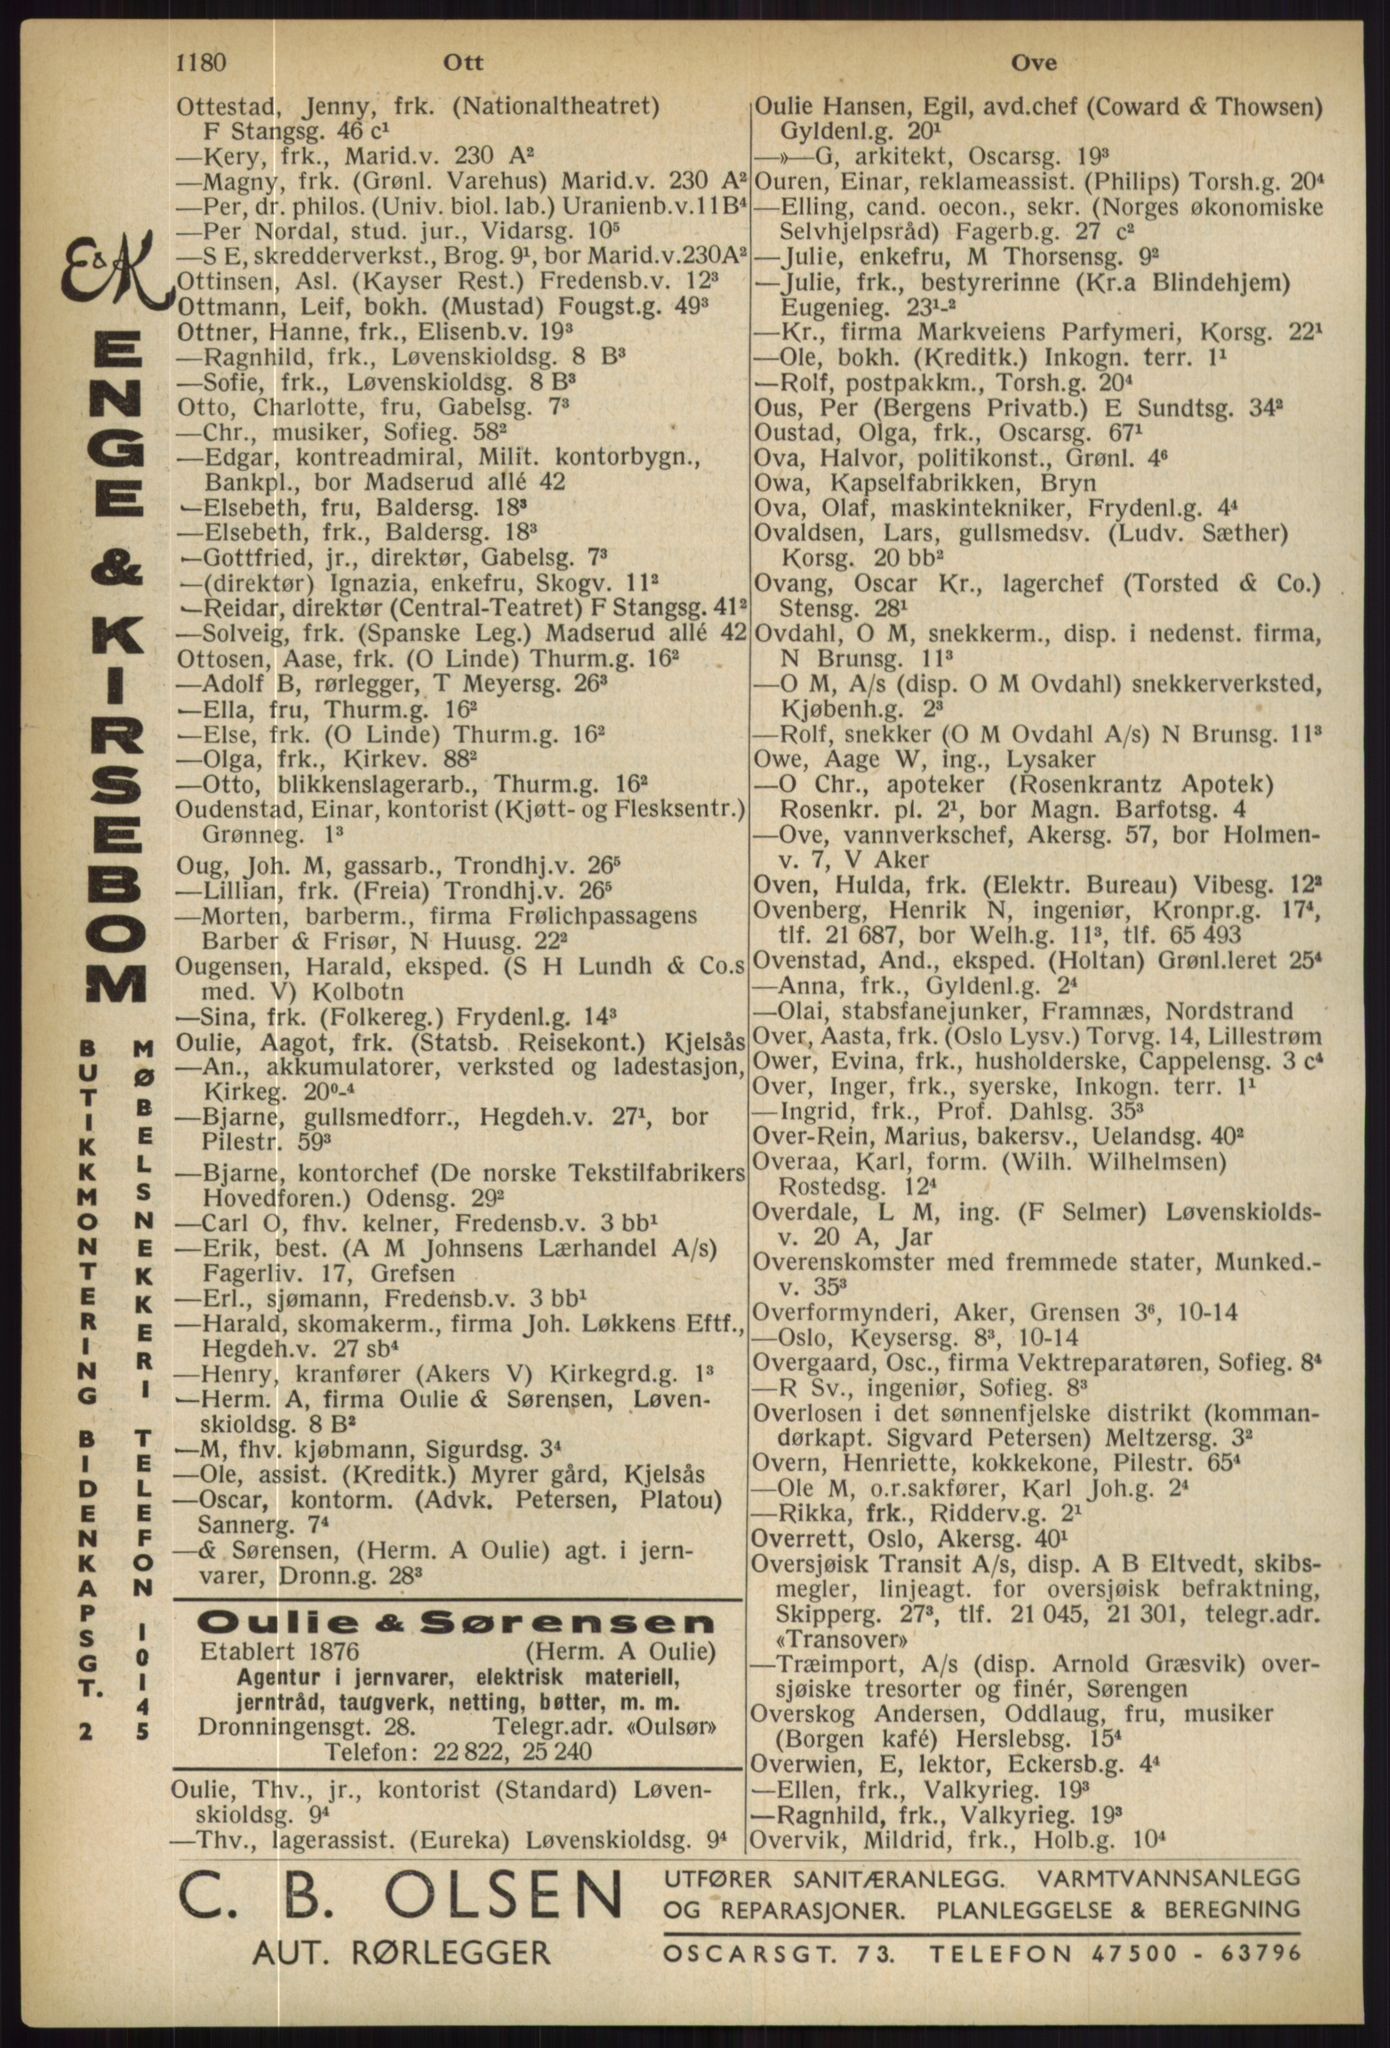 1180 Ott Ove
Ottestad, Jenny, frk. (Nationaltheatret)
F Stangsg. 46 c¹
—Kery, frk., Marid.v. 230 A²
—Magny, frk. (Grønl. Varehus) Marid.v. 230 A²
—Per, dr. philos. (Univ. biol. lab.) Uranienb.v.11B⁴
—Per Nordal, stud. jur., Vidarsg. 10⁵
—S E, skredderverkst., Brog. 9¹, bor Marid.v.230A²
Ottinsen, Asl. (Kayser Rest.) Fredensb.v. 12³
Ottmann, Leif, bokh. (Mustad) Fougst.g. 49³
Ottner, Hanne, frk., Elisenb.v. 19³
—Ragnhild, frk., Løvenskioldsg. 8 B³
—Sofie, frk., Løvenskioldsg. 8 B³
Otto, Charlotte, fru, Gabelsg. 7³
—Chr., musiker, Sofieg. 58²
—Edgar, kontreadmiral, Milit. kontorbygn.,
Bankpl., bor Madserud allé 42
—Elsebeth, fru, Baldersg. 18³
—Elsebeth, frk., Baldersg. 18³
—Gottfried, jr., direktør, Gabelsg. 7³
—(direktør) Ignazia, enkefru, Skogv. 11²
—Reidar, direktør (Central-Teatret) F Stangsg. 41²
—Solveig, frk. (Spanske Leg.) Madserud allé 42
Ottosen, Aase, frk. (O Linde) Thurm.g. 16²
—Adolf B, rørlegger, T Meyersg. 26³
—Ella, fru, Thurm.g. 16²
—Else, frk. (O Linde) Thurm.g. 16²
—Olga, frk., Kirkev. 88²
—Otto, blikkenslagerarb., Thurm.g. 16²
Oudenstad, Einar, kontorist (Kjøtt- og Flesksentr.)
Grønneg. 1³
Oug, Joh. M, gassarb., Trondhj.v. 26⁵
—Lillian, frk. (Freia) Trondhj.v. 26⁵
—Morten, barberm., firma Frølichpassagens
Barber & Frisør, N Huusg. 22²
Ougensen, Harald, eksped. (S H Lundh & Co.s
med. V) Kolbotn
—Sina, frk. (Folkereg.) Frydenl.g. 14³
Oulie, Aagot, frk. (Statsb. Reisekont.) Kjelsås
—An., akkumulatorer, verksted og ladestasjon,
Kirkeg. 20⁰-⁴
—Bjarne, gullsmedforr., Hegdeh.v. 27¹, bor
Pilestr. 59³
—Bjarne, kontorchef (De norske Tekstilfabrikers
Hovedforen.) Odensg. 29²
—Carl O, fhv. kelner, Fredensb.v. 3 bb¹
—Erik, best. (A M Johnsens Lærhandel A/s)
Fagerliv. 17, Grefsen
—Erl., sjømann, Fredensb.v. 3 bb¹
—Harald, skomakerm., firma Joh. Løkkens Eftf.,
Hegdeh.v. 27 sb⁴
—Henry, kranfører (Akers V) Kirkegrd.g. 1³
—Herm. A, firma Oulie & Sørensen, Løven-
skioldsg. 8 B²
—M, fhv. kjøbmann, Sigurdsg. 3⁴
—Ole, assist. (Kreditk.) Myrer gård, Kjelsås
—Oscar, kontorm. (Advk. Petersen, Platou)
Sannerg. 7⁴
—& Sørensen, (Herm. A Oulie) agt. i jern-
varer, Dronn.g. 28³
Oulie & Sørensen
Etablert 1876 (Herm. A Oulie)
Agentur i jernvarer, elektrisk materiell,
jerntråd, taugverk, netting, bøtter, m. m.
Dronningensgt. 28. Telegr.adr. «Oulsør»
Telefon: 22 822, 25 240
Oulie, Thv., jr., kontorist (Standard) Løven-
skioldsg. 9⁴
—Thv., lagerassist. (Eureka) Løvenskioldsg. 9⁴
Oulie Hansen, Egil, avd.chef (Coward & Thowsen)
Gyldenl.g. 20¹
—»—G, arkitekt, Oscarsg. 19³
Ouren, Einar, reklameassist. (Philips) Torsh.g. 20⁴
—Elling, cand. oecon., sekr. (Norges økonomiske
Selvhjelpsråd) Fagerb.g. 27 c²
—Julie, enkefru, M Thorsensg. 9²
—Julie, frk., bestyrerinne (Kr.a Blindehjem)
Eugenieg. 23¹-²
—Kr., firma Markveiens Parfymeri, Korsg. 22¹
—Ole, bokh. (Kreditk.) Inkogn. terr. 1¹
—Rolf, postpakkm., Torsh.g. 20⁴
Ous, Per (Bergens Privatb.) E Sundtsg. 34²
Oustad, Olga, frk., Oscarsg. 67¹
Ova, Halvor, politikonst., Grønl. 4⁶
Owa, Kapselfabrikken, Bryn
Ova, Olaf, maskintekniker, Frydenl.g. 4⁴
Ovaldsen, Lars, gullsmedsv. (Ludv. Sæther)
Korsg. 20 bb²
Ovang, Oscar Kr., lagerchef (Torsted & Co.)
Stensg. 28¹
Ovdahl, O M, snekkerm., disp. i nedenst. firma,
N Brunsg. 11³
—O M, A/s (disp. O M Ovdahl) snekkerverksted,
Kjøbenh.g. 2³
—Rolf, snekker (O M Ovdahl A/s) N Brunsg. 11³
Owe, Aage W, ing., Lysaker
—O Chr., apoteker (Rosenkrantz Apotek)
Rosenkr. pl. 2¹, bor Magn. Barfotsg. 4
—Ove, vannverkschef, Akersg. 57, bor Holmen-
v. 7, V Aker
Oven, Hulda, frk. (Elektr. Bureau) Vibesg. 12²
Ovenberg, Henrik N, ingeniør, Kronpr.g. 17⁴,
tlf. 21 687, bor Welh.g. 11³, tlf. 65 493
Ovenstad, And., eksped. (Holtan) Grønl.leret 25⁴
—Anna, frk., Gyldenl.g. 2⁴
—Olai, stabsfanejunker, Framnæs, Nordstrand
Over, Aasta, frk. (Oslo Lysv.) Torvg. 14, Lillestrøm
Ower, Evina, frk., husholderske, Cappelensg. 3 c⁴
Over, Inger, frk., syerske, Inkogn. terr. 1¹
—Ingrid, frk., Prof. Dahlsg. 35³
Over-Rein, Marius, bakersv., Uelandsg. 40²
Overaa, Karl, form. (Wilh. Wilhelmsen)
Rostedsg. 12⁴
Overdale, L M, ing. (F Selmer) Løvenskiolds-
v. 20 A, Jar
Overenskomster med fremmede stater, Munked.-
v. 35³
Overformynderi, Aker, Grensen 3⁶, 10-14
—Oslo, Keysersg. 8³, 10-14
Overgaard, Osc., firma Vektreparatøren, Sofieg. 8⁴
—R Sv., ingeniør, Sofieg. 8³
Overlosen i det sønnenfjelske distrikt (komman-
dørkapt. Sigvard Petersen) Meltzersg. 3²
Overn, Henriette, kokkekone, Pilestr. 65⁴
—Ole M, o.r.sakfører, Karl Joh.g. 2⁴
—Rikka, frk., Ridderv.g. 2¹
Overrett, Oslo, Akersg. 40¹
Oversjøisk Transit A/s, disp. A B Eltvedt, skibs-
megler, linjeagt. for oversjøisk befraktning,
Skipperg. 27³, tlf. 21 045, 21 301, telegr.adr.
«Transover»
—Træimport, A/s (disp. Arnold Græsvik) over-
sjøiske tresorter og finér, Sørengen
Overskog Andersen, Oddlaug, fru, musiker
(Borgen kafé) Herslebsg. 15⁴
Overwien, E, lektor, Eckersb.g. 4⁴
—Ellen, frk., Valkyrieg. 19³
—Ragnhild, frk., Valkyrieg. 19³
Overvik, Mildrid, frk., Holb.g. 10⁴
E&K
ENGE & KIRSEBOM
BUTIKKMONTERING BIDENKAPSGT. 2
MØBELSNEKKERI TELEFON 10145
C. B. OLSEN
AUT. RØRLEGGER
UTFØRER SANITÆRANLEGG. VARMTVANNSANLEGG
OG REPARASJONER. PLANLEGGELSE & BEREGNING
OSCARSGT. 73. TELEFON 47500 - 63796